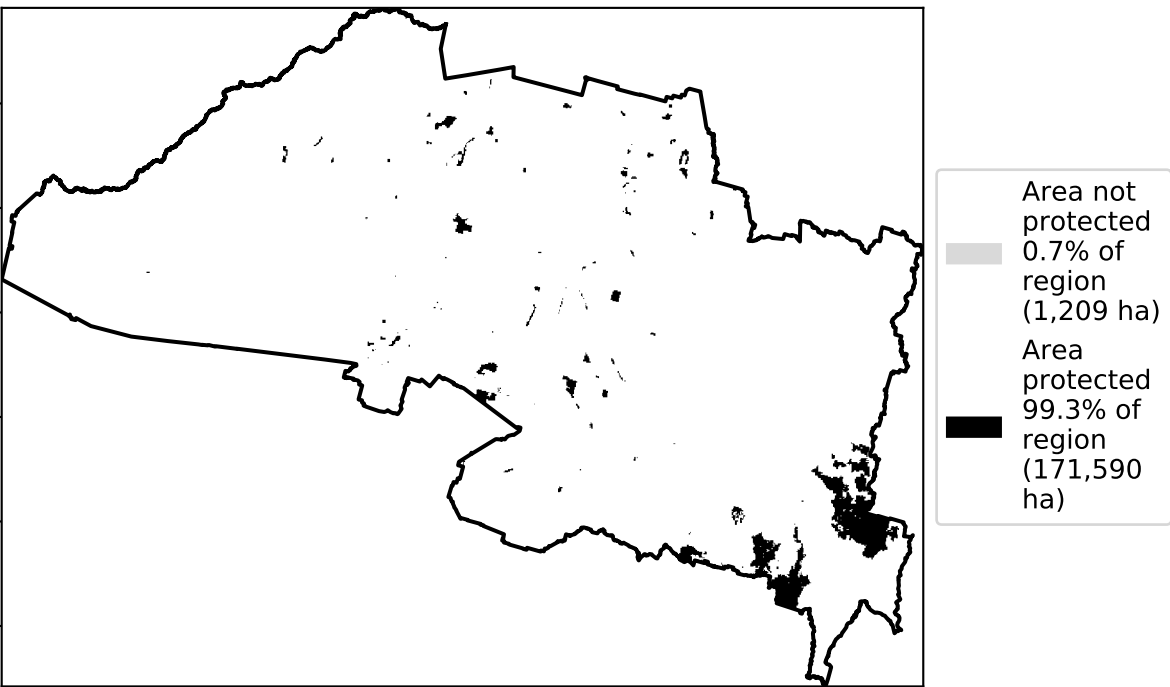 Area not
protected
0.7% of
region
(1,209 ha)
Area
protected
99.3% of
region
(171,590
ha)